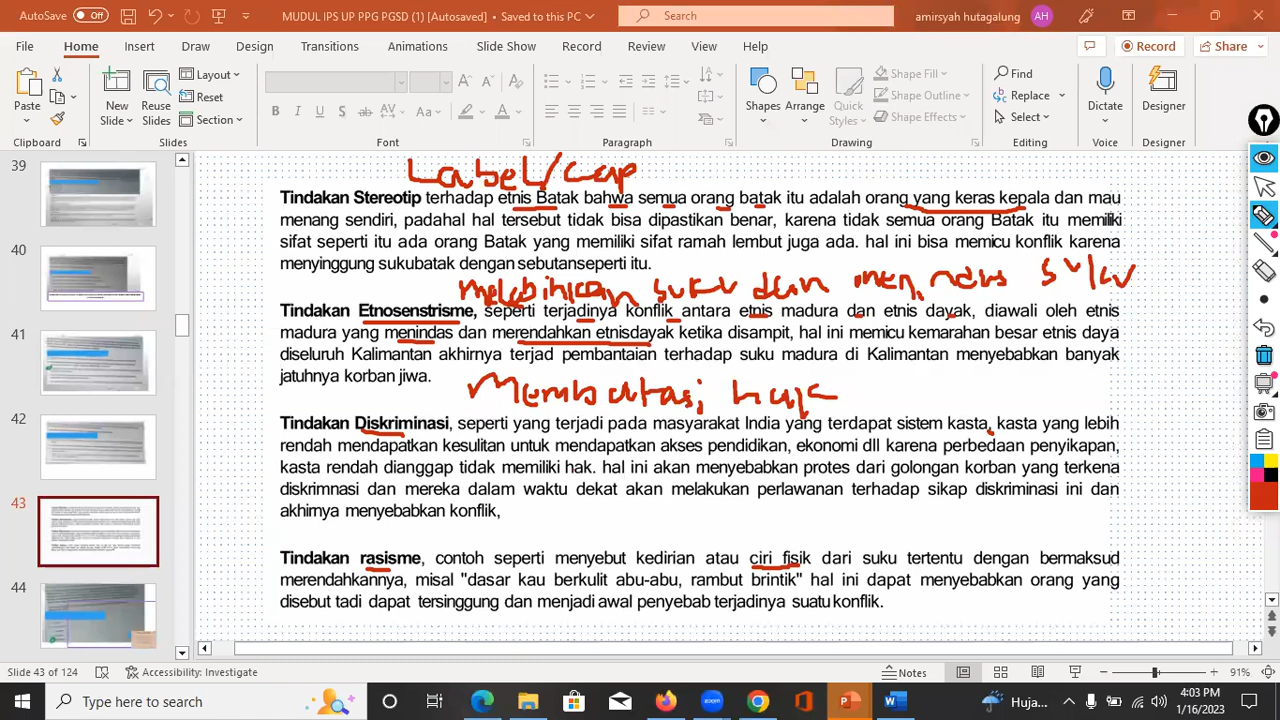 AutoSave Off MUDUL IPS UP PPG PGSD (1) [Autosaved] • Saved to this PC Search amirsyah hutagalung AH
File Home Insert Draw Design Transitions Animations Slide Show Record Review View Help Record Share
Paste New Slide Reuse Slides Layout Reset Section Shapes Arrange Quick Styles Shape Fill Shape Outline Shape Effects Find Replace Select Dictate Designer
Clipboard Slides Font Paragraph Drawing Editing Voice Designer
39
40
41
42
43
44
Label/Cap
Tindakan Stereotip terhadap etnis Batak bahwa semua orang batak itu adalah orang yang keras kepala dan mau
menang sendiri, padahal hal tersebut tidak bisa dipastikan benar, karena tidak semua orang Batak itu memiliki
sifat seperti itu ada orang Batak yang memiliki sifat ramah lembut juga ada. hal ini bisa memicu konflik karena
menyinggung sukubatak dengan sebutanseperti itu.
melebihkan suku dan suku
Tindakan Etnosenstrisme, seperti terjadinya konflik antara etnis madura dan etnis dayak, diawali oleh etnis
madura yang menindas dan merendahkan etnisdayak ketika disampit, hal ini memicu kemarahan besar etnis daya
diseluruh Kalimantan akhirnya terjad pembantaian terhadap suku madura di Kalimantan menyebabkan banyak
jatuhnya korban jiwa.
Membatasi hak
Tindakan Diskriminasi, seperti yang terjadi pada masyarakat India yang terdapat sistem kasta, kasta yang lebih
rendah mendapatkan kesulitan untuk mendapatkan akses pendidikan, ekonomi dll karena perbedaan penyikapan,
kasta rendah dianggap tidak memiliki hak. hal ini akan menyebabkan protes dari golongan korban yang terkena
diskrimnasi dan mereka dalam waktu dekat akan melakukan perlawanan terhadap sikap diskriminasi ini dan
akhirnya menyebabkan konflik,
Tindakan rasisme, contoh seperti menyebut kedirian atau ciri fisik dari suku tertentu dengan bermaksud
merendahkannya, misal "dasar kau berkulit abu-abu, rambut brintik" hal ini dapat menyebabkan orang yang
disebut tadi dapat tersinggung dan menjadi awal penyebab terjadinya suatu konflik.
Slide 43 of 124 Accessibility: Investigate Notes 91%
Type here to search Huja... 4:03 PM
1/16/2023